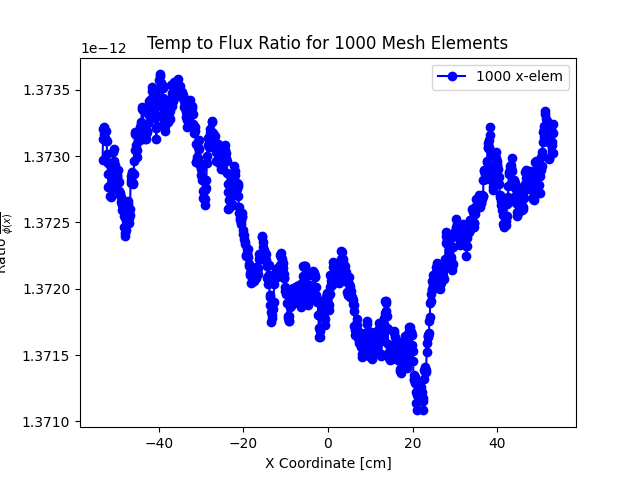 Temp to Flux Ratio for 1000 Mesh Elements
1e−12
1000 x-elem
1.3735
1.3730
1.3725
1.3720
1.3715
1.3710
−40
−20
0
20
40
X Coordinate [cm]
Ratio
ϕ(x)